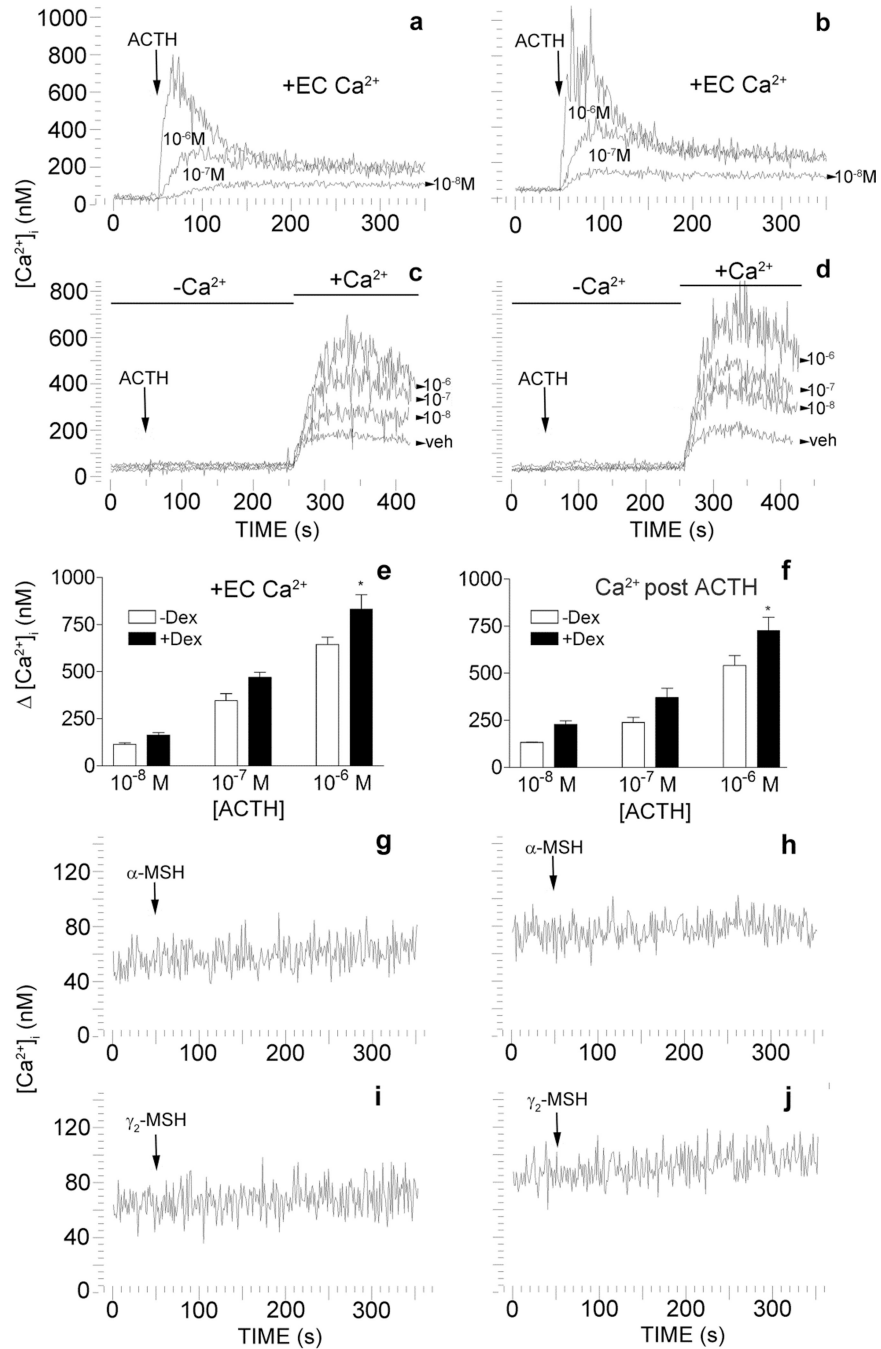 a
ACTH
+EC Ca²⁺
10⁻⁶M
10⁻⁷M
10⁻⁸M
1000
800
600
400
200
0
0 100 200 300
[Ca²⁺]ᵢ (nM)
b
ACTH
+EC Ca²⁺
10⁻⁶M
10⁻⁷M
10⁻⁸M
0 100 200 300
c
-Ca²⁺
+Ca²⁺
ACTH
10⁻⁶
10⁻⁷
10⁻⁸
veh
800
600
400
200
0
0 100 200 300 400
TIME (s)
d
-Ca²⁺
+Ca²⁺
ACTH
10⁻⁶
10⁻⁷
10⁻⁸
veh
0 100 200 300 400
TIME (s)
e
+EC Ca²⁺
*
-Dex
+Dex
1000
750
500
250
0
Δ [Ca²⁺]ᵢ (nM)
10⁻⁸ M 10⁻⁷ M 10⁻⁶ M
[ACTH]
f
Ca²⁺ post ACTH
*
-Dex
+Dex
1000
750
500
250
0
10⁻⁸ M 10⁻⁷ M 10⁻⁶ M
[ACTH]
g
α-MSH
120
80
40
0
0 100 200 300
[Ca²⁺]ᵢ (nM)
h
α-MSH
0 100 200 300
i
γ₂-MSH
120
80
40
0
0 100 200 300
TIME (s)
j
γ₂-MSH
0 100 200 300
TIME (s)